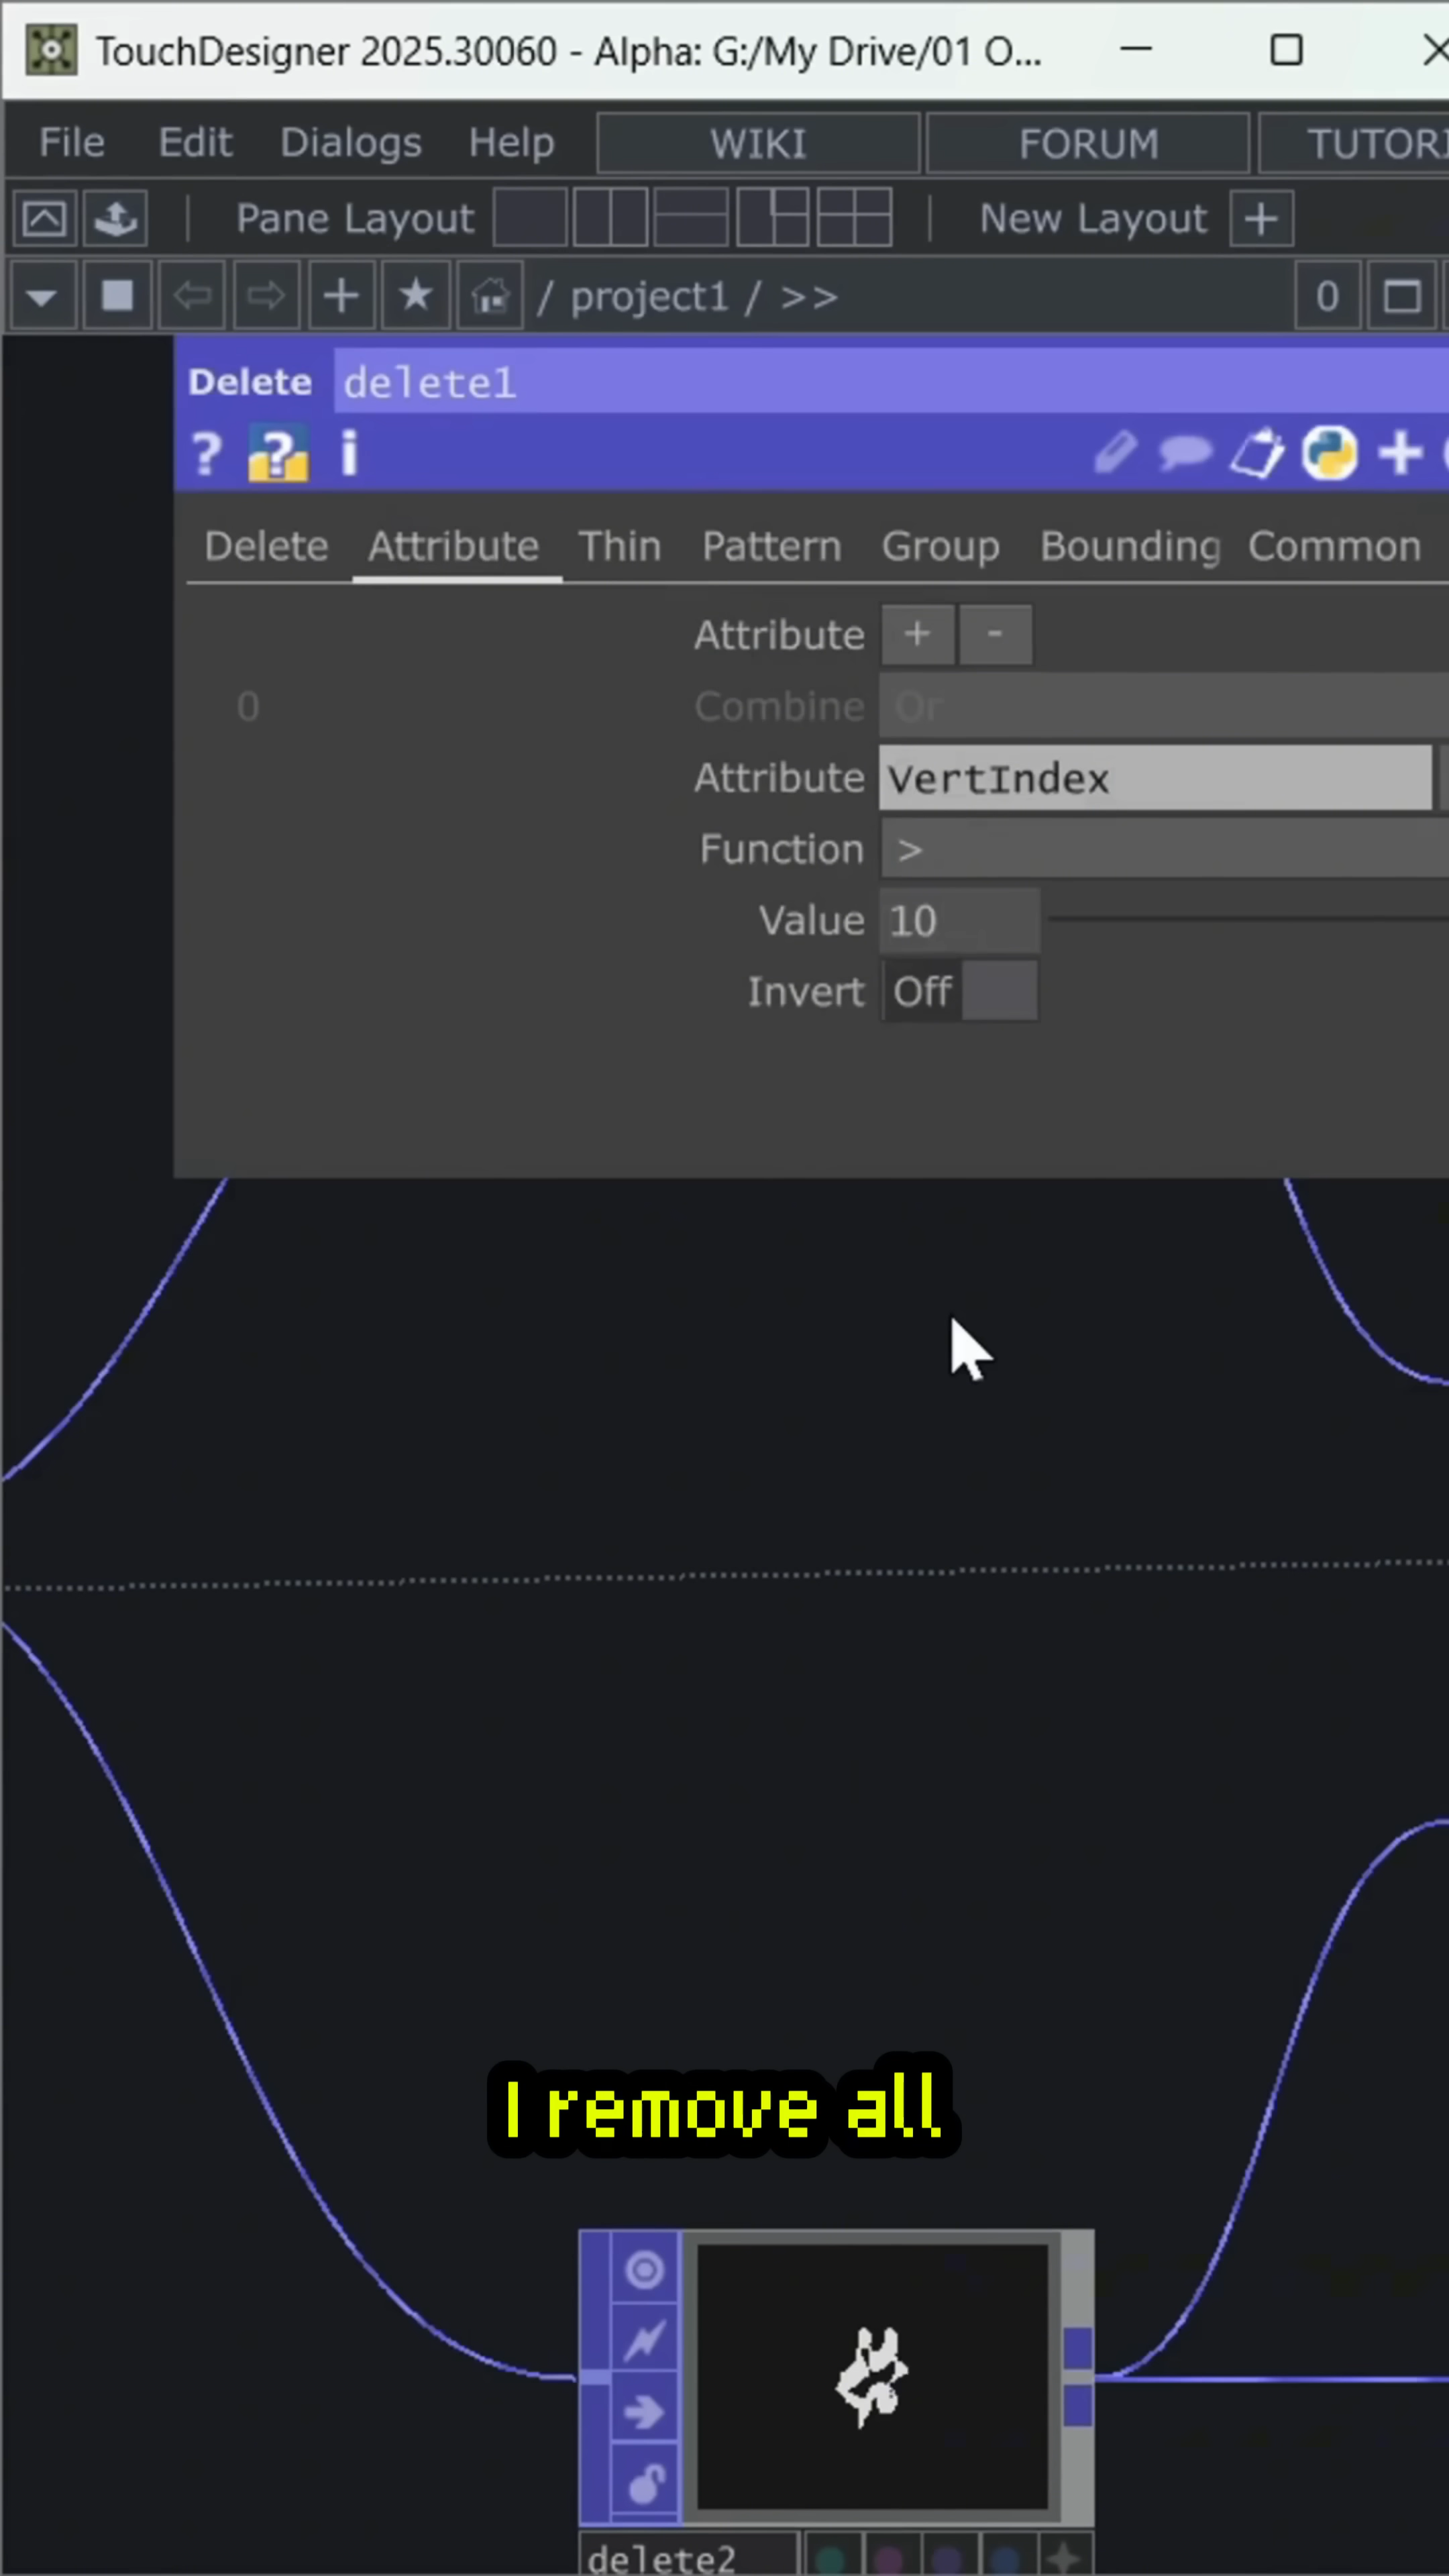 TouchDesigner 2025.30060 - Alpha: G:/My Drive/01 O...
File Edit Dialogs Help WIKI FORUM TUTORI
Pane Layout New Layout +
/ project1 / >> 0
Delete delete1
? ? i
Delete Attribute Thin Pattern Group Bounding Common
Attribute + -
0 Combine Or
Attribute VertIndex
Function >
Value 10
Invert Off
I remove all
delete2